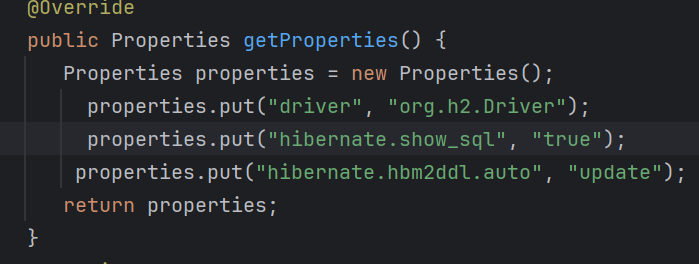 @Override
public Properties getProperties() {
Properties properties = new Properties();
properties.put("driver", "org.h2.Driver");
properties.put("hibernate.show_sql", "true");
properties.put("hibernate.hbm2ddl.auto", "update");
return properties;
}